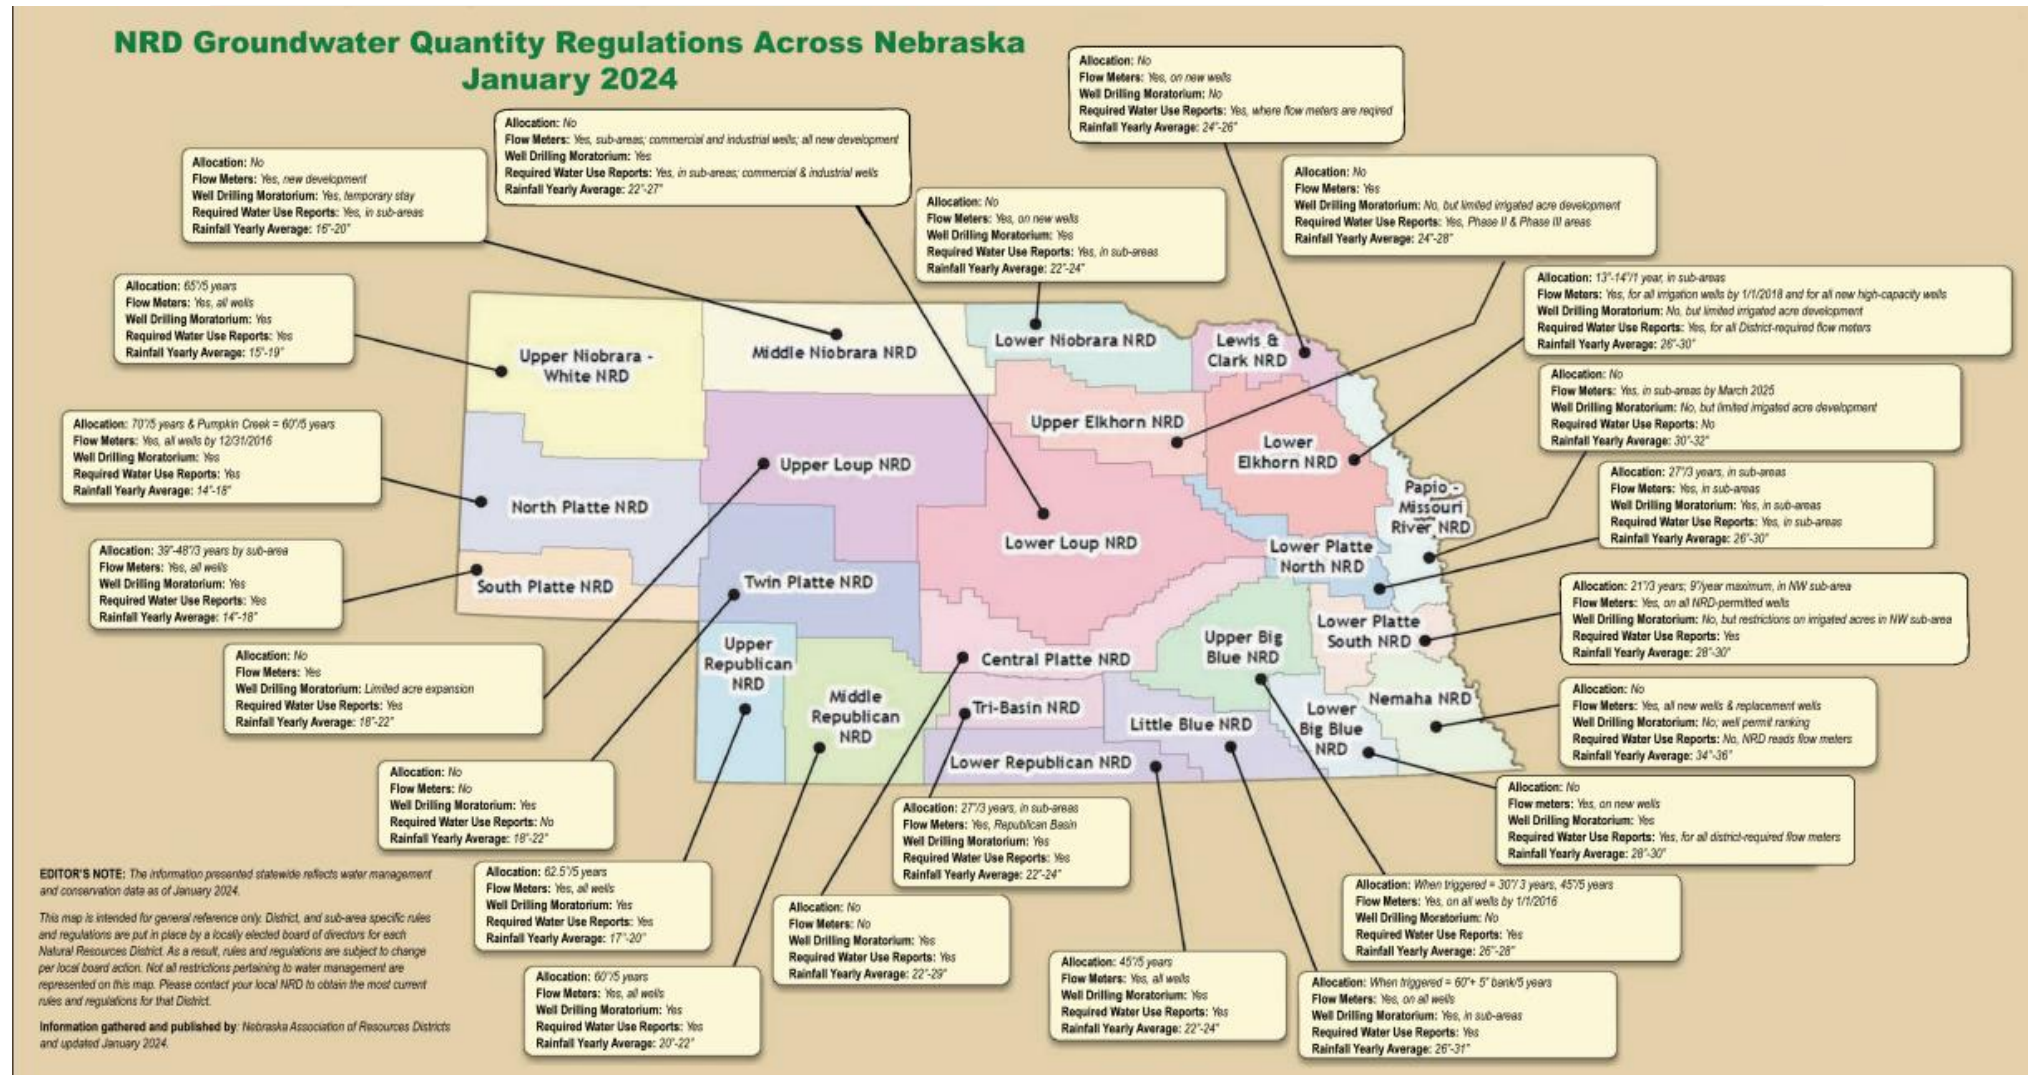 NRD Groundwater Quantity Regulations Across Nebraska
January 2024
Allocation: No
Flow Meters: Yes, on new wells
Well Drilling Moratorium: No
Required Water Use Reports: Yes, where flow meters are reqired
Rainfall Yearly Average: 24"-26"
Allocation: No
Flow Meters: Yes, sub-areas; commercial and industrial wells; all new development
Well Drilling Moratorium: Yes
Required Water Use Reports: Yes, in sub-areas; commercial & industrial wells
Rainfall Yearly Average: 22"-27"
Allocation: No
Flow Meters: Yes, new development
Well Drilling Moratorium: Yes, temporary stay
Required Water Use Reports: Yes, in sub-areas
Rainfall Yearly Average: 16"-20"
Allocation: No
Flow Meters: Yes, on new wells
Well Drilling Moratorium: Yes
Required Water Use Reports: Yes, in sub-areas
Rainfall Yearly Average: 22"-24"
Allocation: No
Flow Meters: Yes
Well Drilling Moratorium: No, but limited irrigated acre development
Required Water Use Reports: Yes, Phase II & Phase III areas
Rainfall Yearly Average: 24"-28"
Allocation: 65"/5 years
Flow Meters: Yes, all wells
Well Drilling Moratorium: Yes
Required Water Use Reports: Yes
Rainfall Yearly Average: 15"-19"
Allocation: 13"-14"/1 year, in sub-areas
Flow Meters: Yes, for all irrigation wells by 1/1/2018 and for all new high-capacity wells
Well Drilling Moratorium: No, but limited irrigated acre development
Required Water Use Reports: Yes, for all District-required flow meters
Rainfall Yearly Average: 26"-30"
Allocation: No
Flow Meters: Yes, in sub-areas by March 2025
Well Drilling Moratorium: No, but limited irrigated acre development
Required Water Use Reports: No
Rainfall Yearly Average: 30"-32"
Allocation: 70"/5 years & Pumpkin Creek = 60"/5 years
Flow Meters: Yes, all wells by 12/31/2016
Well Drilling Moratorium: Yes
Required Water Use Reports: Yes
Rainfall Yearly Average: 14"-18"
Allocation: 27"/3 years, in sub-areas
Flow Meters: Yes, in sub-areas
Well Drilling Moratorium: Yes, in sub-areas
Required Water Use Reports: Yes, in sub-areas
Rainfall Yearly Average: 26"-30"
Allocation: 39"-48"/3 years by sub-area
Flow Meters: Yes, all wells
Well Drilling Moratorium: Yes
Required Water Use Reports: Yes
Rainfall Yearly Average: 14"-18"
Allocation: 21"/3 years; 9"/year maximum, in NW sub-area
Flow Meters: Yes, on all NRD-permitted wells
Well Drilling Moratorium: No, but restrictions on irrigated acres in NW sub-area
Required Water Use Reports: Yes
Rainfall Yearly Average: 28"-30"
Allocation: No
Flow Meters: Yes
Well Drilling Moratorium: Limited acre expansion
Required Water Use Reports: Yes
Rainfall Yearly Average: 18"-22"
Allocation: No
Flow Meters: Yes, all new wells & replacement wells
Well Drilling Moratorium: No; well permit ranking
Required Water Use Reports: No, NRD reads flow meters
Rainfall Yearly Average: 34"-36"
Allocation: No
Flow Meters: No
Well Drilling Moratorium: Yes
Required Water Use Reports: No
Rainfall Yearly Average: 18"-22"
Allocation: No
Flow meters: Yes, on new wells
Well Drilling Moratorium: Yes
Required Water Use Reports: Yes, for all district-required flow meters
Rainfall Yearly Average: 28"-30"
Allocation: 27"/3 years, in sub-areas
Flow Meters: Yes, Republican Basin
Well Drilling Moratorium: Yes
Required Water Use Reports: Yes
Rainfall Yearly Average: 22"-24"
Allocation: 62.5"/5 years
Flow Meters: Yes, all wells
Well Drilling Moratorium: Yes
Required Water Use Reports: Yes
Rainfall Yearly Average: 17"-20"
Allocation: No
Flow Meters: No
Well Drilling Moratorium: Yes
Required Water Use Reports: Yes
Rainfall Yearly Average: 22"-29"
Allocation: When triggered = 30"/ 3 years, 45"/5 years
Flow Meters: Yes, on all wells by 1/1/2016
Well Drilling Moratorium: No
Required Water Use Reports: Yes
Rainfall Yearly Average: 26"-28"
Allocation: 60"/5 years
Flow Meters: Yes, all wells
Well Drilling Moratorium: Yes
Required Water Use Reports: Yes
Rainfall Yearly Average: 20"-22"
Allocation: 45"/5 years
Flow Meters: Yes, all wells
Well Drilling Moratorium: Yes
Required Water Use Reports: Yes
Rainfall Yearly Average: 22"-24"
Allocation: When triggered = 60"+ 5" bank/5 years
Flow Meters: Yes, on all wells
Well Drilling Moratorium: Yes, in sub-areas
Required Water Use Reports: Yes
Rainfall Yearly Average: 26"-31"
Upper Niobrara -
White NRD
Middle Niobrara NRD
Lower Niobrara NRD
Lewis &
Clark NRD
Upper Elkhorn NRD
Lower
Elkhorn NRD
Upper Loup NRD
North Platte NRD
Papio -
Missouri
River NRD
Lower Loup NRD
Lower Platte
North NRD
South Platte NRD
Twin Platte NRD
Lower Platte
South NRD
Upper
Republican
NRD
Upper Big
Blue NRD
Central Platte NRD
Middle
Republican
NRD
Tri-Basin NRD
Little Blue NRD
Lower
Big Blue
NRD
Nemaha NRD
Lower Republican NRD
EDITOR'S NOTE: The information presented statewide reflects water management
and conservation data as of January 2024.
This map is intended for general reference only. District, and sub-area specific rules
and regulations are put in place by a locally elected board of directors for each
Natural Resources District. As a result, rules and regulations are subject to change
per local board action. Not all restrictions pertaining to water management are
represented on this map. Please contact your local NRD to obtain the most current
rules and regulations for that District.
Information gathered and published by: Nebraska Association of Resources Districts
and updated January 2024.